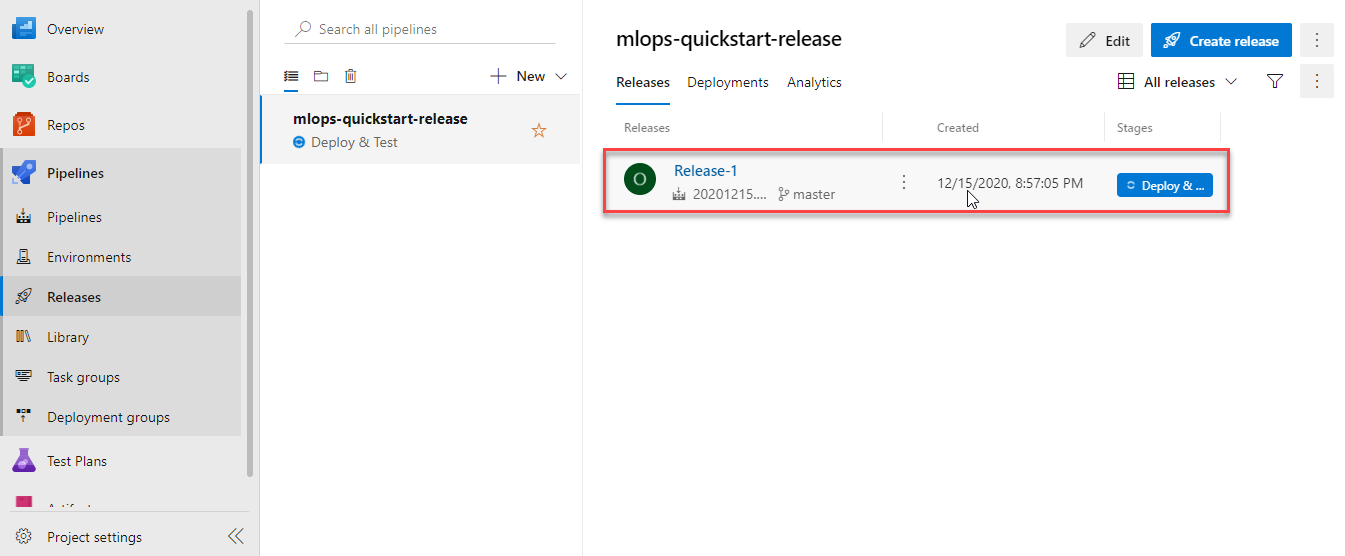 Overview
Boards
Repos
Pipelines
Pipelines
Environments
Releases
Library
Task groups
Deployment groups
Test Plans
Project settings
Search all pipelines
New
mlops-quickstart-release
Deploy & Test
mlops-quickstart-release
Edit
Create release
Releases Deployments Analytics
All releases
Releases Created Stages
O
Release-1
20201215.... master
12/15/2020, 8:57:05 PM
Deploy & ...